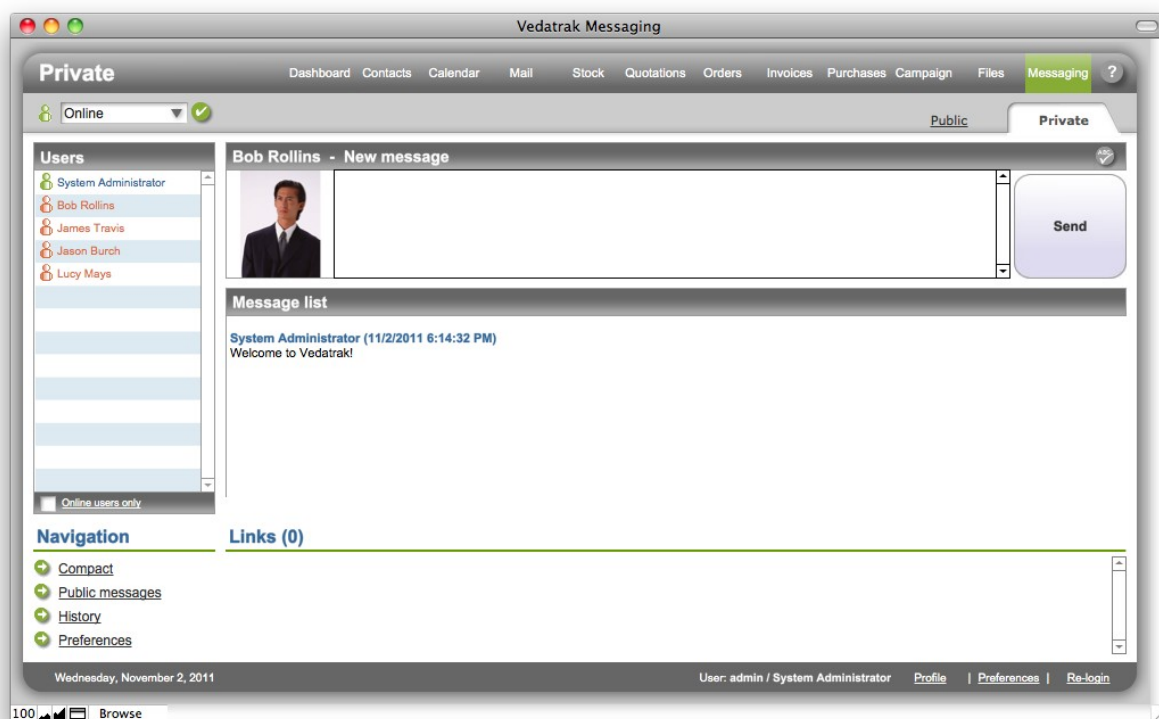 Vedatrak Messaging
Private
Dashboard Contacts Calendar Mail Stock Quotations Orders Invoices Purchases Campaign Files Messaging ?
Online
Public Private
Users
System Administrator
Bob Rollins
James Travis
Jason Burch
Lucy Mays
Online users only
Bob Rollins - New message
ABC
Send
Message list
System Administrator (11/2/2011 6:14:32 PM)
Welcome to Vedatrak!
Navigation
Compact
Public messages
History
Preferences
Links (0)
Wednesday, November 2, 2011 User: admin / System Administrator Profile | Preferences | Re-login
100 Browse